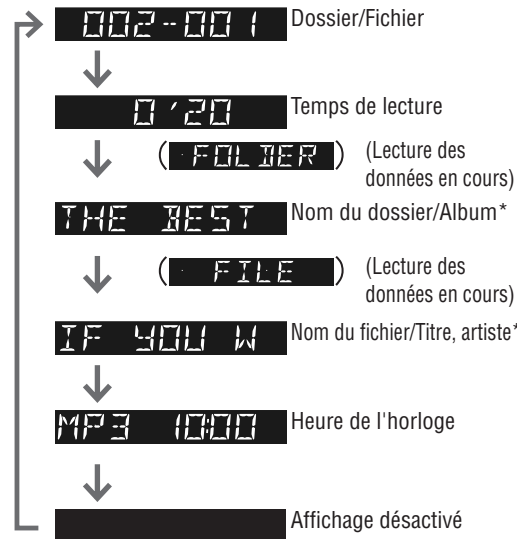 002-001 Dossier/Fichier
0'20 Temps de lecture
(FOLDER) (Lecture des
données en cours)
THE BEST Nom du dossier/Album*
(FILE) (Lecture des
données en cours)
IF YOU W Nom du fichier/Titre, artiste*
MP3 10:00 Heure de l'horloge
Affichage désactivé